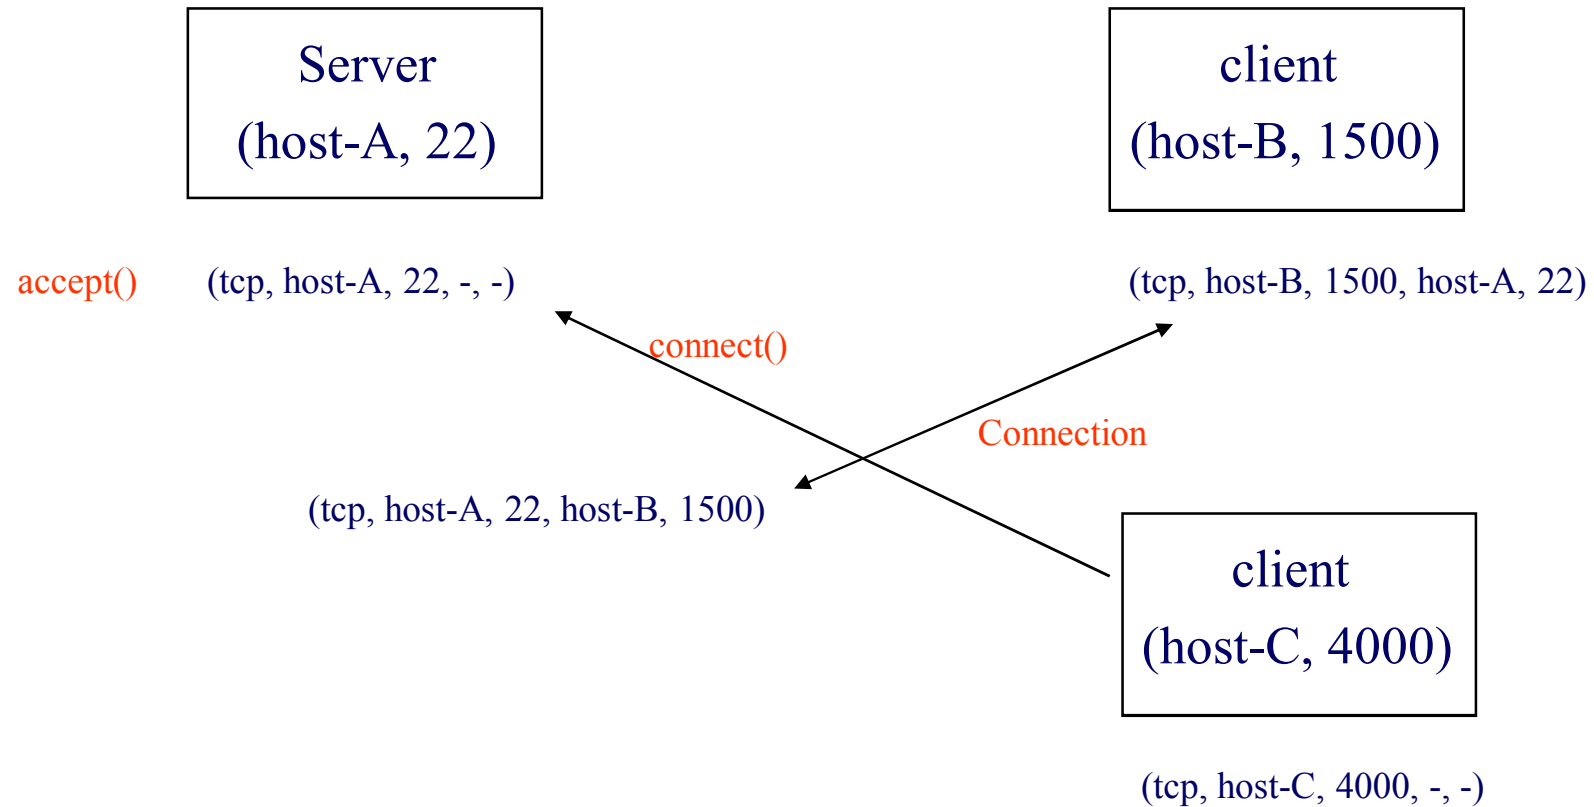 Server
(host-A, 22)
client
(host-B, 1500)
accept()
(tcp, host-A, 22, -, -)
(tcp, host-B, 1500, host-A, 22)
connect()
Connection
(tcp, host-A, 22, host-B, 1500)
client
(host-C, 4000)
(tcp, host-C, 4000, -, -)